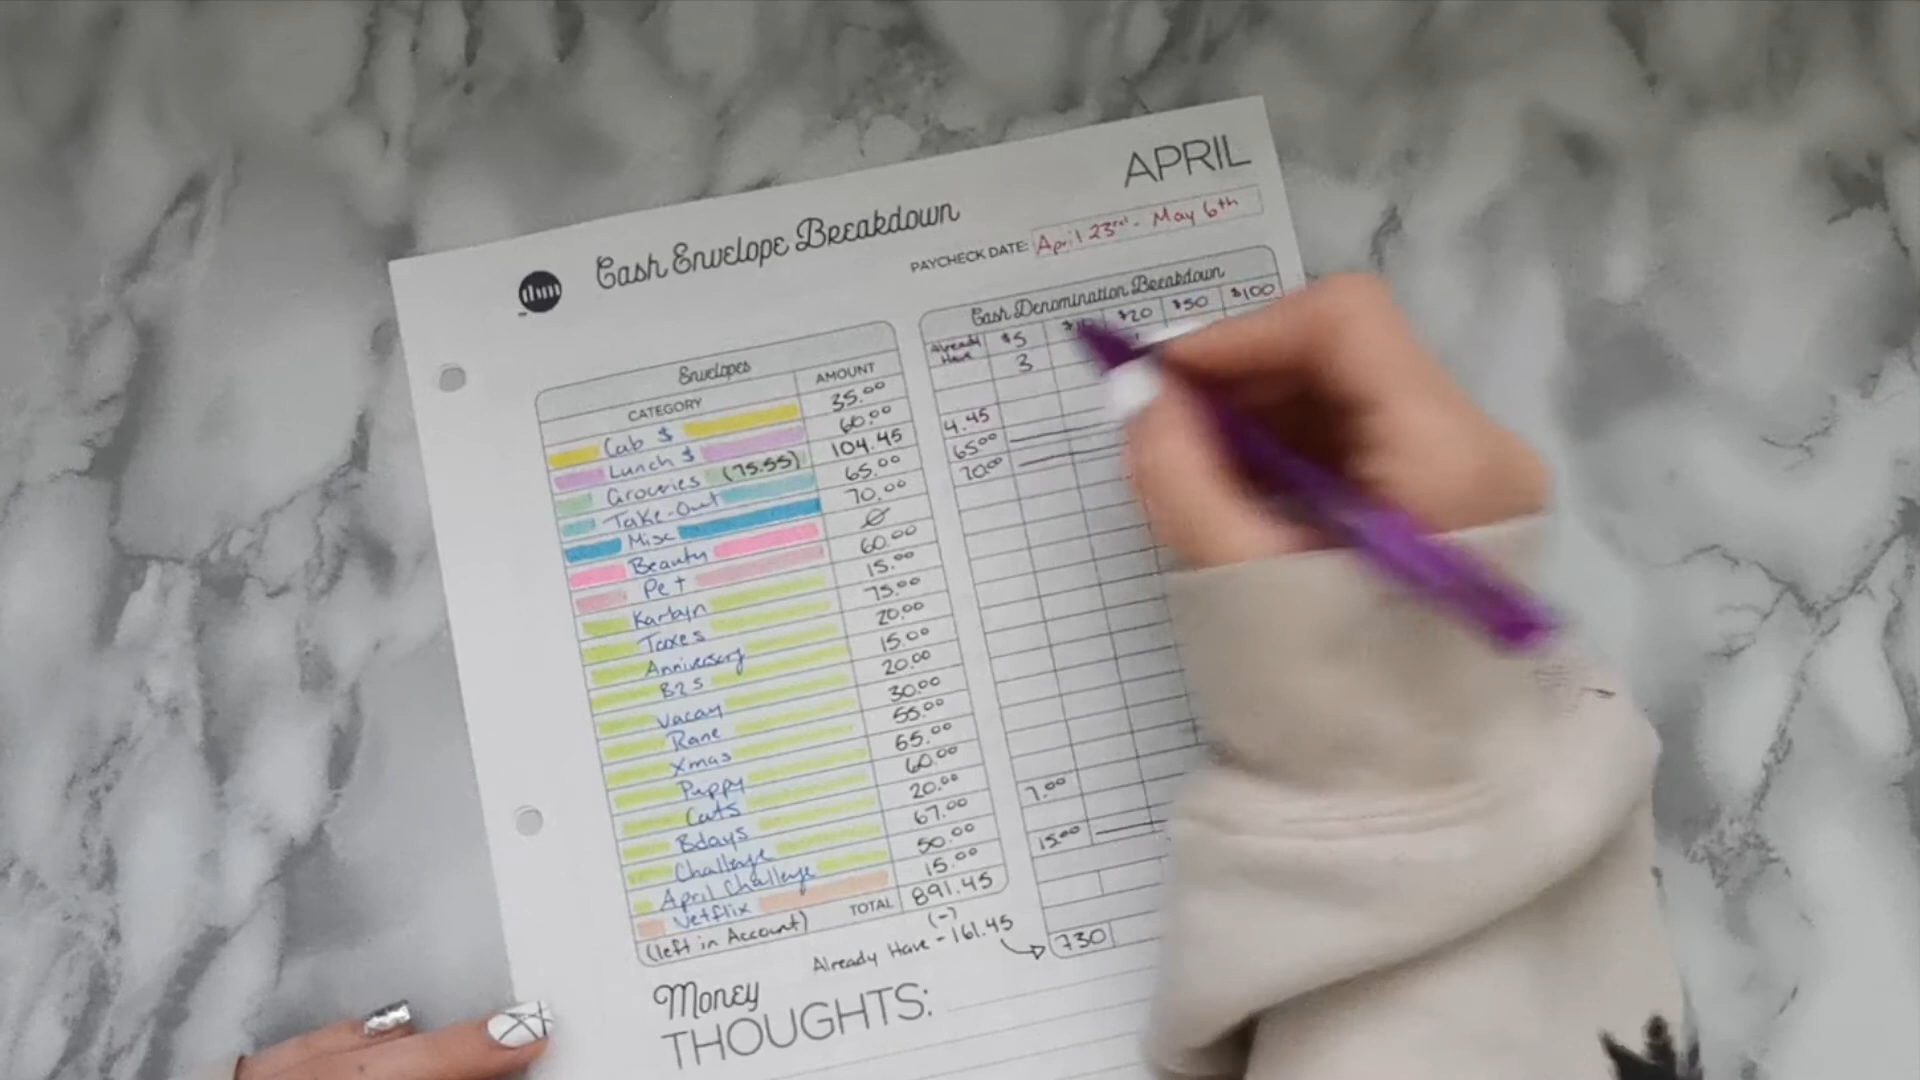 APRIL
Cash Envelope Breakdown
PAYCHECK DATE: April 23rd - May 6th
Envelopes
CATEGORY AMOUNT
Cab $ 35.00
Lunch $ 60.00
Groceries (75.55) 104.45
Take-Out 65.00
Misc 70.00
Beauty Ø
Pet 60.00
Karlyn 15.00
Taxes 75.00
Anniversary 20.00
B2S 15.00
Vacay 20.00
Rane 30.00
Xmas 55.00
Puppy 65.00
Cats 60.00
Bdays 20.00
Challenge 67.00
April Challenge 50.00
Netflix 15.00
(left in Account) TOTAL 891.45
(-)
Already Have - 161.45
Cash Denomination Breakdown
Already Have $5 $10 $20 $50 $100
3
4.45
65.00
70.00
7.00
15.00
730
Money
THOUGHTS: